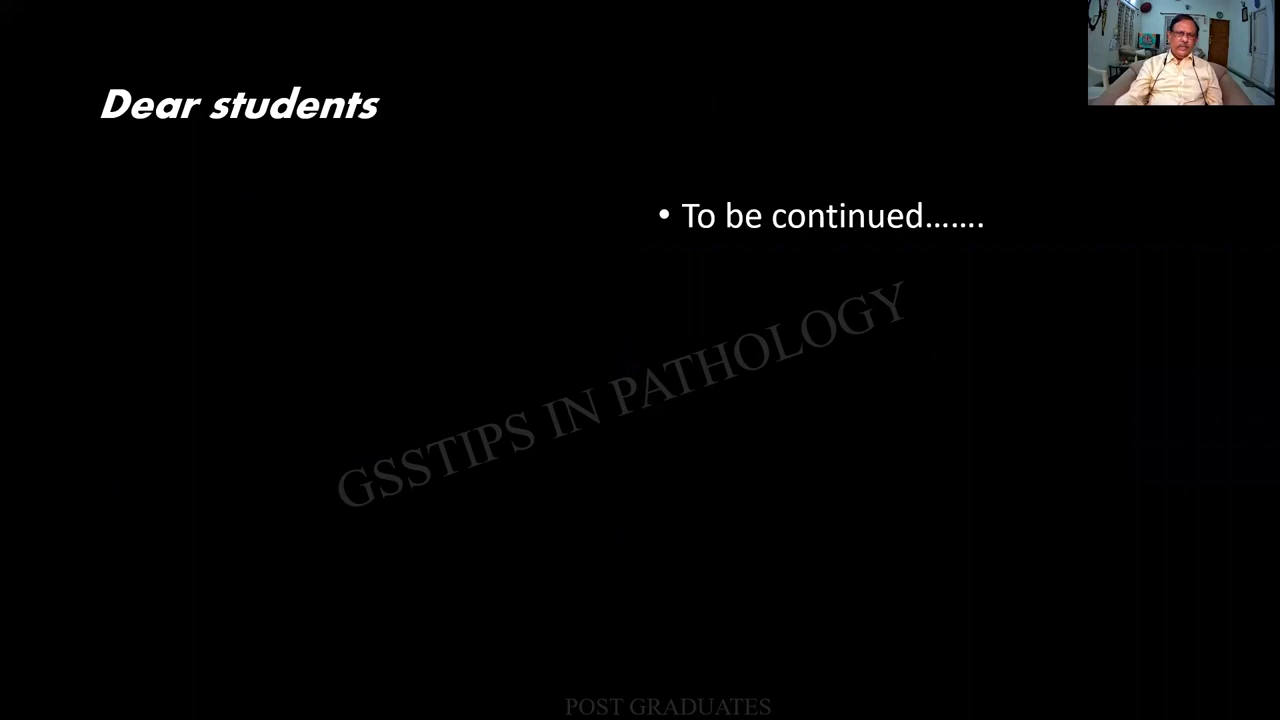 Dear students
• To be continued…….
GSSTIPS IN PATHOLOGY
POST GRADUATES